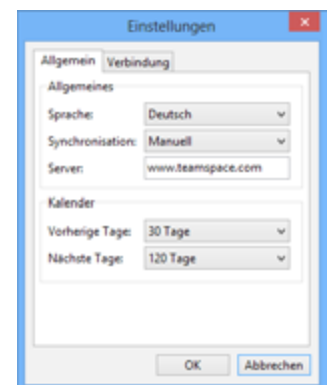 Einstellungen
Allgemein Verbindung
Allgemeines
Sprache: Deutsch
Synchronisation: Manuell
Server: www.teamspace.com
Kalender
Vorherige Tage: 30 Tage
Nächste Tage: 120 Tage
OK Abbrechen